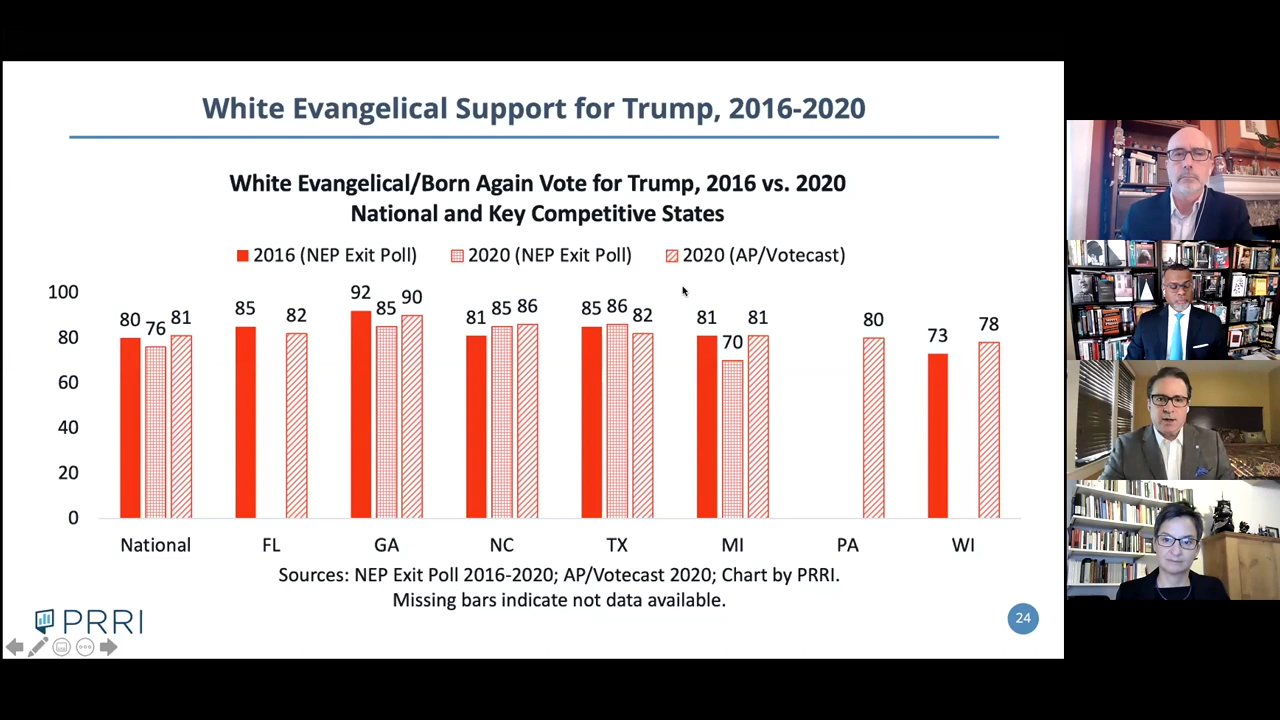 White Evangelical Support for Trump, 2016-2020
White Evangelical/Born Again Vote for Trump, 2016 vs. 2020
National and Key Competitive States
2016 (NEP Exit Poll) 2020 (NEP Exit Poll) 2020 (AP/Votecast)
100
80
60
40
20
0
80 76 81
85 82
92 85 90
81 85 86
85 86 82
81 70 81
80
73 78
National FL GA NC TX MI PA WI
Sources: NEP Exit Poll 2016-2020; AP/Votecast 2020; Chart by PRRI.
Missing bars indicate not data available.
PRRI
24